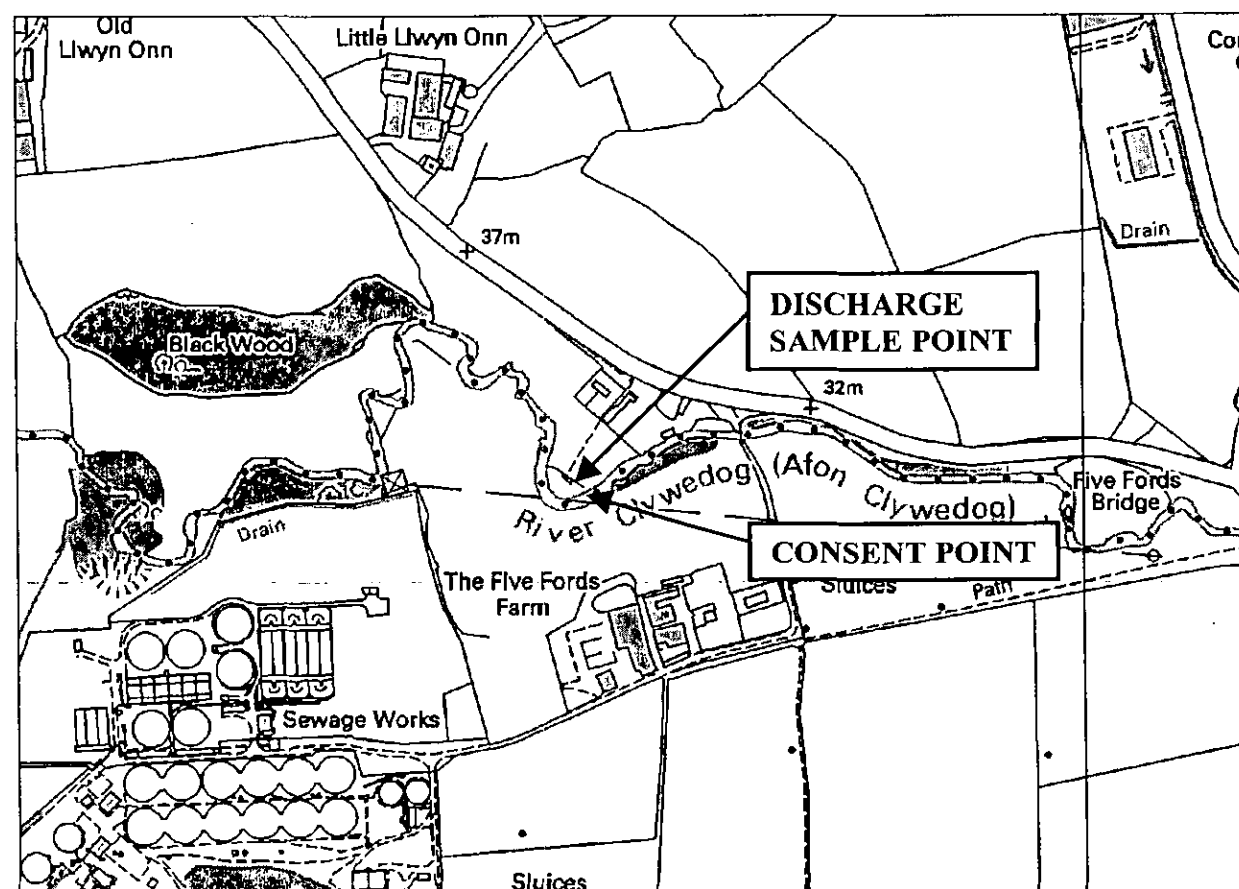 Old
Llwyn Onn
Little Llwyn Onn
Drain
37m
DISCHARGE
SAMPLE POINT
Black Wood
32m
River Clywedog (Afon Clywedog)
Five Fords
Bridge
Drain
CONSENT POINT
The Five Fords
Farm
Sluices
Path
Sewage Works
Sluices